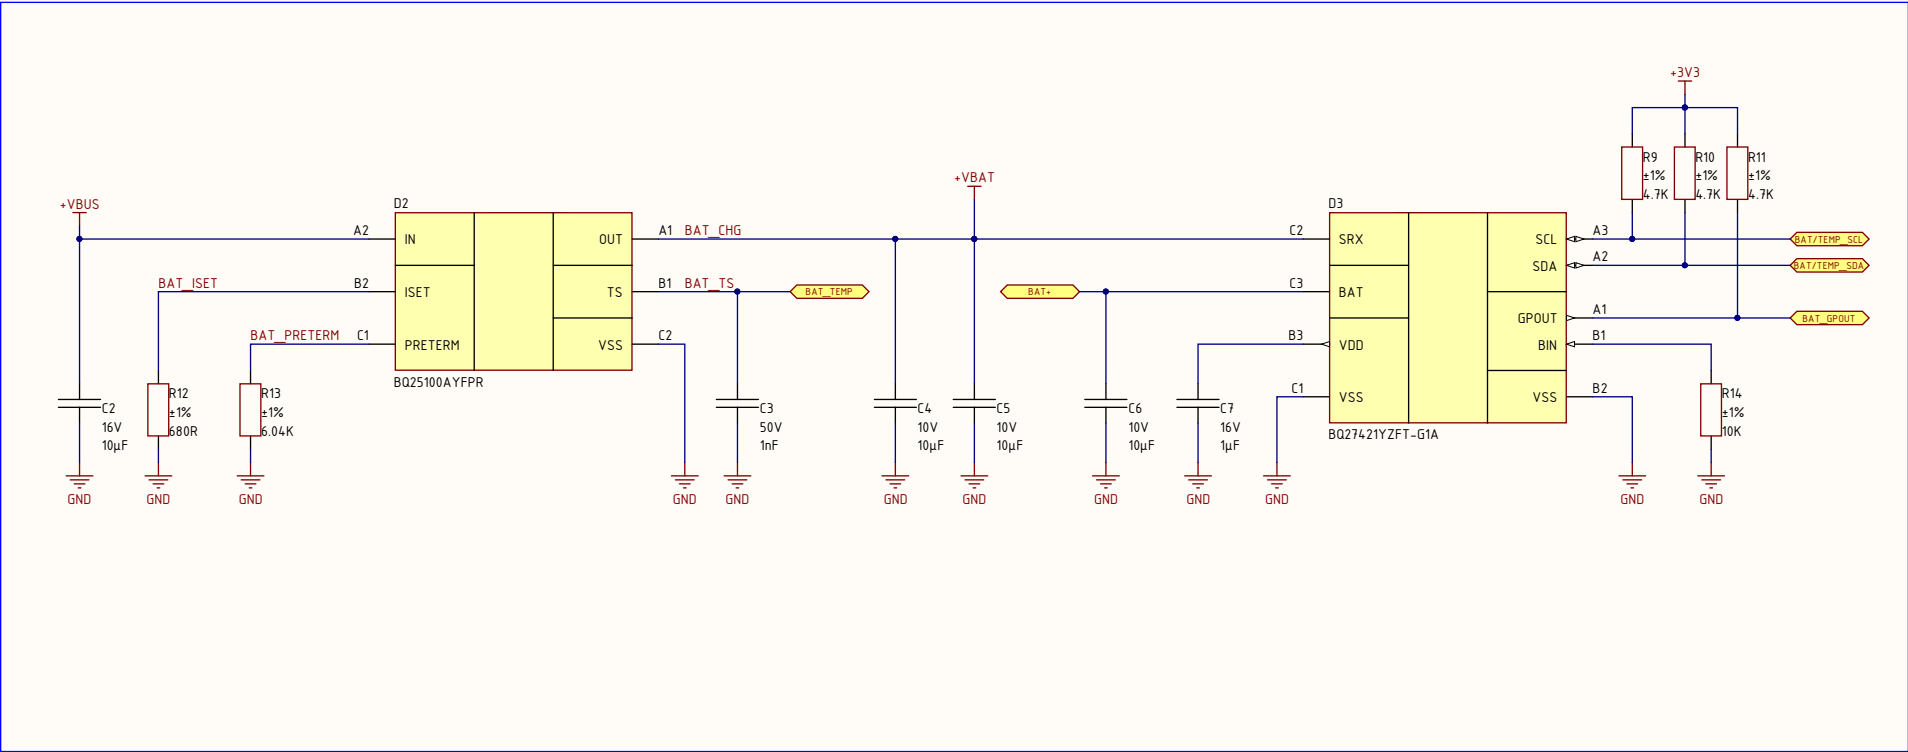 +3V3
R9
±1%
4.7K
R10
±1%
4.7K
R11
±1%
4.7K
+VBUS
D2
A2
IN
OUT
A1
BAT_CHG
BAT_ISET
B2
ISET
TS
B1
BAT_TS
BAT_TEMP
BAT_PRETERM
C1
PRETERM
VSS
C2
BQ25100AYFPR
+VBAT
BAT+
D3
C2
SRX
SCL
A3
BAT/TEMP_SCL
SDA
A2
BAT/TEMP_SDA
C3
BAT
GPOUT
A1
BAT_GPOUT
B3
VDD
BIN
B1
C1
VSS
VSS
B2
BQ27421YZFT-G1A
C2
16V
10µF
R12
±1%
680R
R13
±1%
6.04K
C3
50V
1nF
C4
10V
10µF
C5
10V
10µF
C6
10V
10µF
C7
16V
1µF
R14
±1%
10K
GND
GND
GND
GND
GND
GND
GND
GND
GND
GND
GND
GND